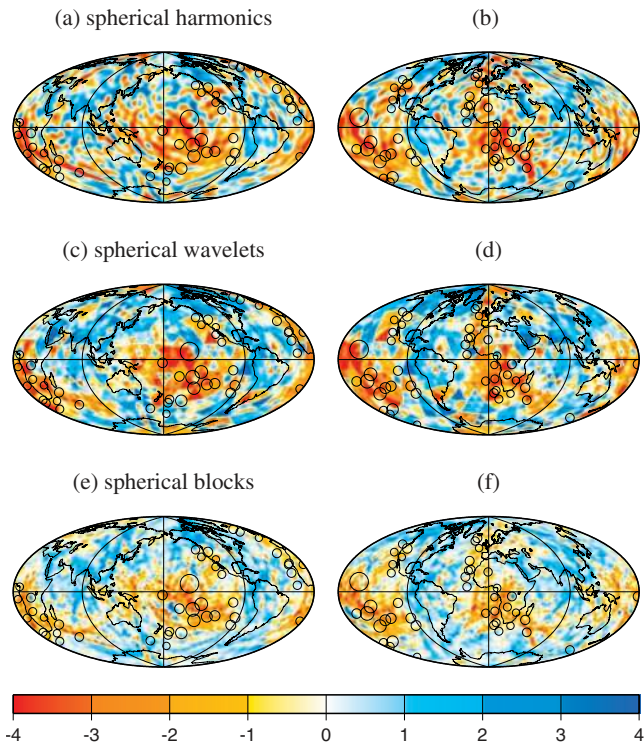 (a) spherical harmonics (b)
(c) spherical wavelets (d)
(e) spherical blocks (f)
-4 -3 -2 -1 0 1 2 3 4